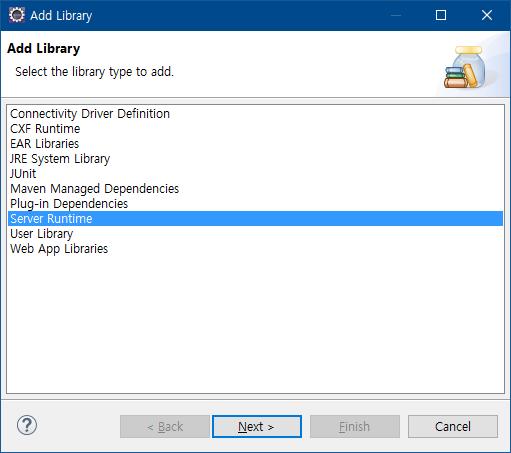 Add Library
Add Library
Select the library type to add.
Connectivity Driver Definition
CXF Runtime
EAR Libraries
JRE System Library
JUnit
Maven Managed Dependencies
Plug-in Dependencies
Server Runtime
User Library
Web App Libraries
? < Back Next > Finish Cancel